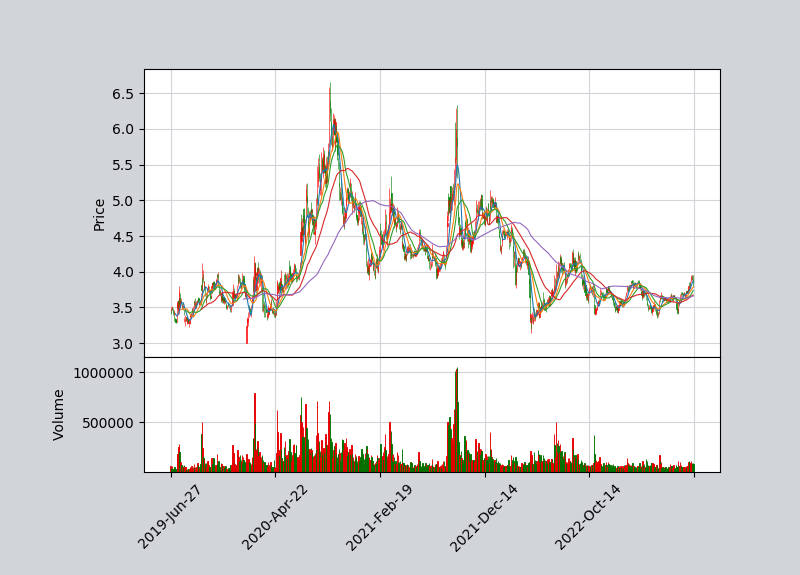 6.5
6.0
5.5
5.0
4.5
4.0
3.5
3.0
Price
1000000
500000
Volume
2019-Jun-27
2020-Apr-22
2021-Feb-19
2021-Dec-14
2022-Oct-14